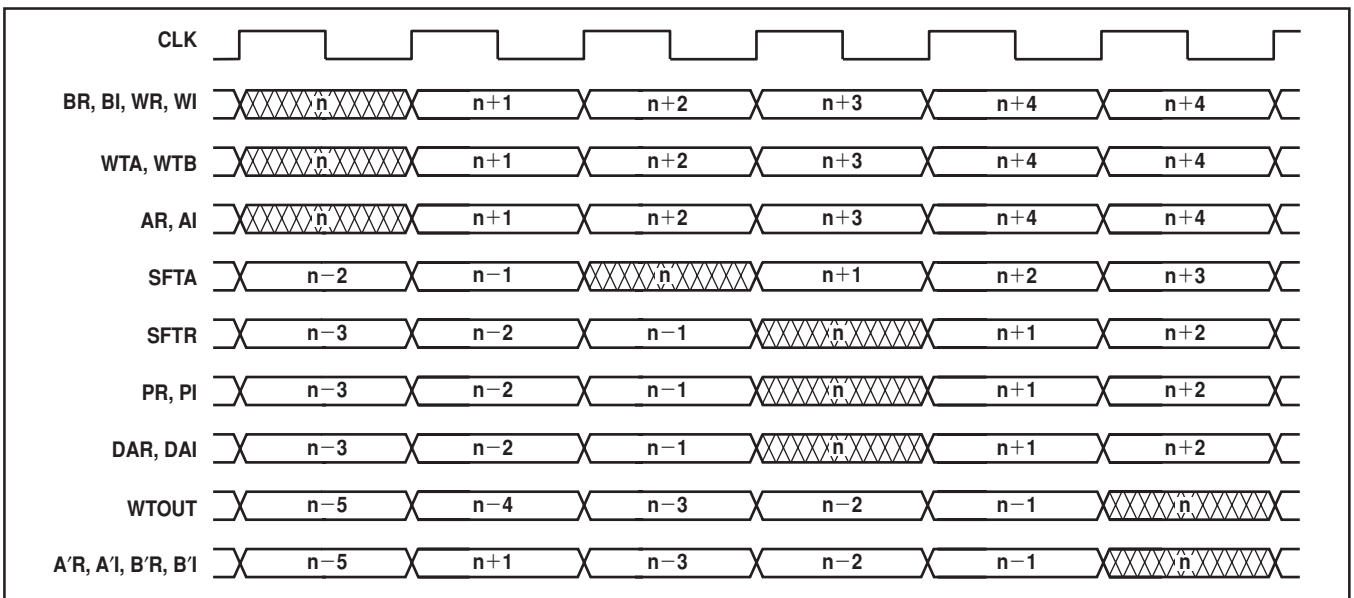 CLK
BR, BI, WR, WI n n+1 n+2 n+3 n+4 n+4
WTA, WTB n n+1 n+2 n+3 n+4 n+4
AR, AI n n+1 n+2 n+3 n+4 n+4
SFTA n−2 n−1 n n+1 n+2 n+3
SFTR n−3 n−2 n−1 n n+1 n+2
PR, PI n−3 n−2 n−1 n n+1 n+2
DAR, DAI n−3 n−2 n−1 n n+1 n+2
WTOUT n−5 n−4 n−3 n−2 n−1 n
A′R, A′I, B′R, B′I n−5 n+1 n−3 n−2 n−1 n